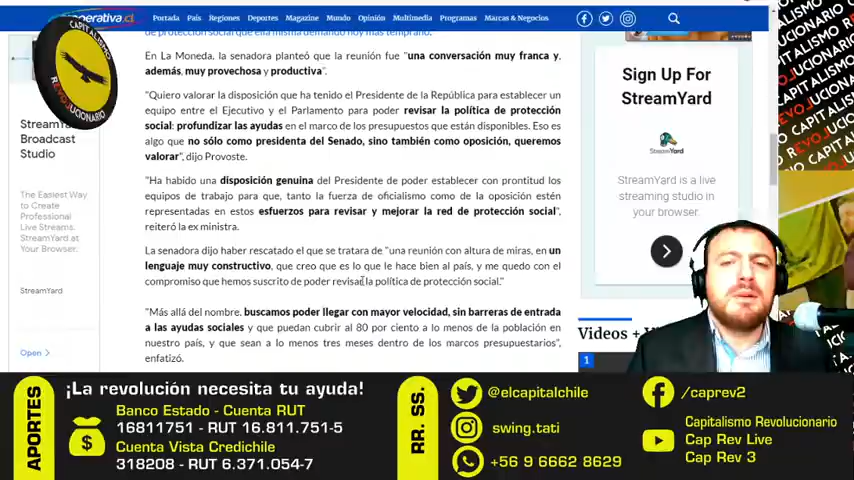 cooperativa.cl
Portada País Regiones Deportes Magazine Mundo Opinión Multimedia Programas Marcas & Negocios
de protección social que ella misma demandó hoy más temprano.
En La Moneda, la senadora planteó que la reunión fue "una conversación muy franca y,
además, muy provechosa y productiva".
"Quiero valorar la disposición que ha tenido el Presidente de la República para establecer un
equipo entre el Ejecutivo y el Parlamento para poder revisar la política de protección
social: profundizar las ayudas en el marco de los presupuestos que están disponibles. Eso es
algo que no sólo como presidenta del Senado, sino también como oposición, queremos
valorar", dijo Provoste.
"Ha habido una disposición genuina del Presidente de poder establecer con prontitud los
equipos de trabajo para que, tanto la fuerza de oficialismo como de la oposición estén
representadas en estos esfuerzos para revisar y mejorar la red de protección social",
reiteró la ex ministra.
La senadora dijo haber rescatado el que se tratara de "una reunión con altura de miras, en un
lenguaje muy constructivo, que creo que es lo que le hace bien al país, y me quedo con el
compromiso que hemos suscrito de poder revisar la política de protección social."
"Más allá del nombre, buscamos poder llegar con mayor velocidad, sin barreras de entrada
a las ayudas sociales y que puedan cubrir al 80 por ciento a lo menos de la población en
nuestro país, y que sean a lo menos tres meses dentro de los marcos presupuestarios",
enfatizó.
CAPITALISMO
REVOLUCIONARIO
StreamYard
Broadcast
Studio
The Easiest Way
to Create
Professional
Live Streams.
StreamYard at
Your Browser.
StreamYard
Open >
Sign Up For
StreamYard
StreamYard
StreamYard is a live
streaming studio in
your browser.
Videos +
1
CAPITALISMO REVOLUCIONARIO
APORTES
¡La revolución necesita tu ayuda!
Banco Estado - Cuenta RUT
16811751 - RUT 16.811.751-5
Cuenta Vista Credichile
318208 - RUT 6.371.054-7
RR. SS.
@elcapitalchile
swing.tati
+56 9 6662 8629
/caprev2
Capitalismo Revolucionario
Cap Rev Live
Cap Rev 3